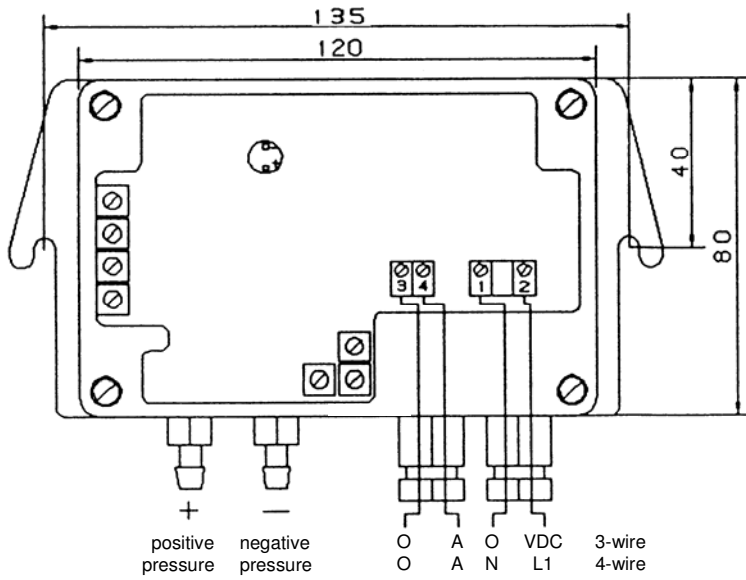 135
120
40
80
3 4 1 2
+ −
O A O VDC 3-wire
positive negative
O A N L1 4-wire
pressure pressure